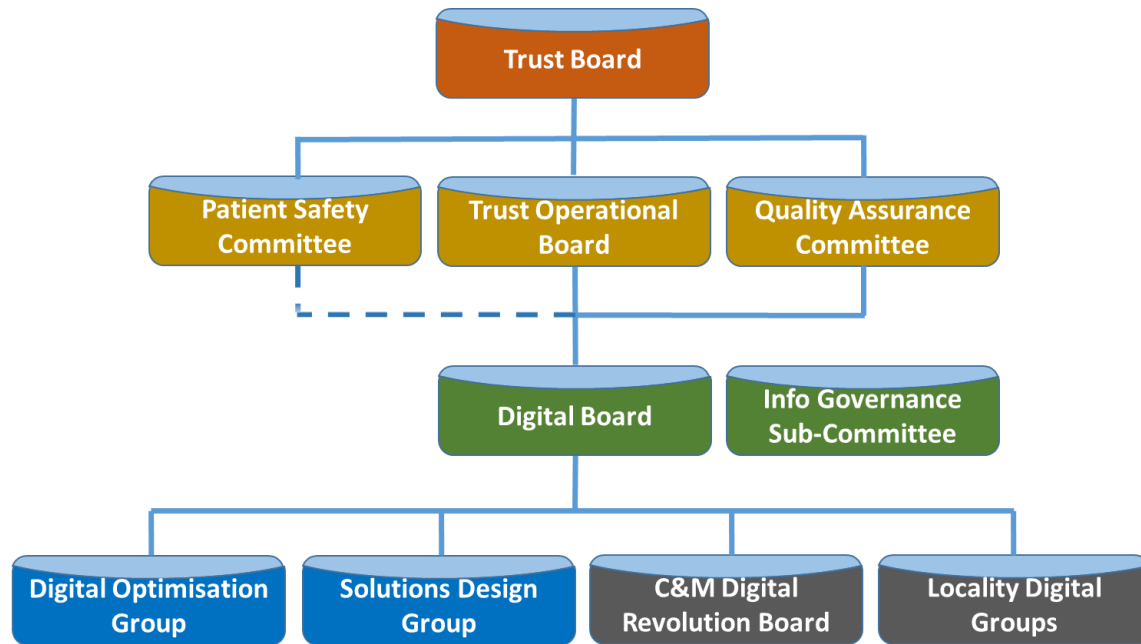 Trust Board
Patient Safety
Committee
Trust Operational
Board
Quality Assurance
Committee
Digital Board
Info Governance
Sub-Committee
Digital Optimisation
Group
Solutions Design
Group
C&M Digital
Revolution Board
Locality Digital
Groups